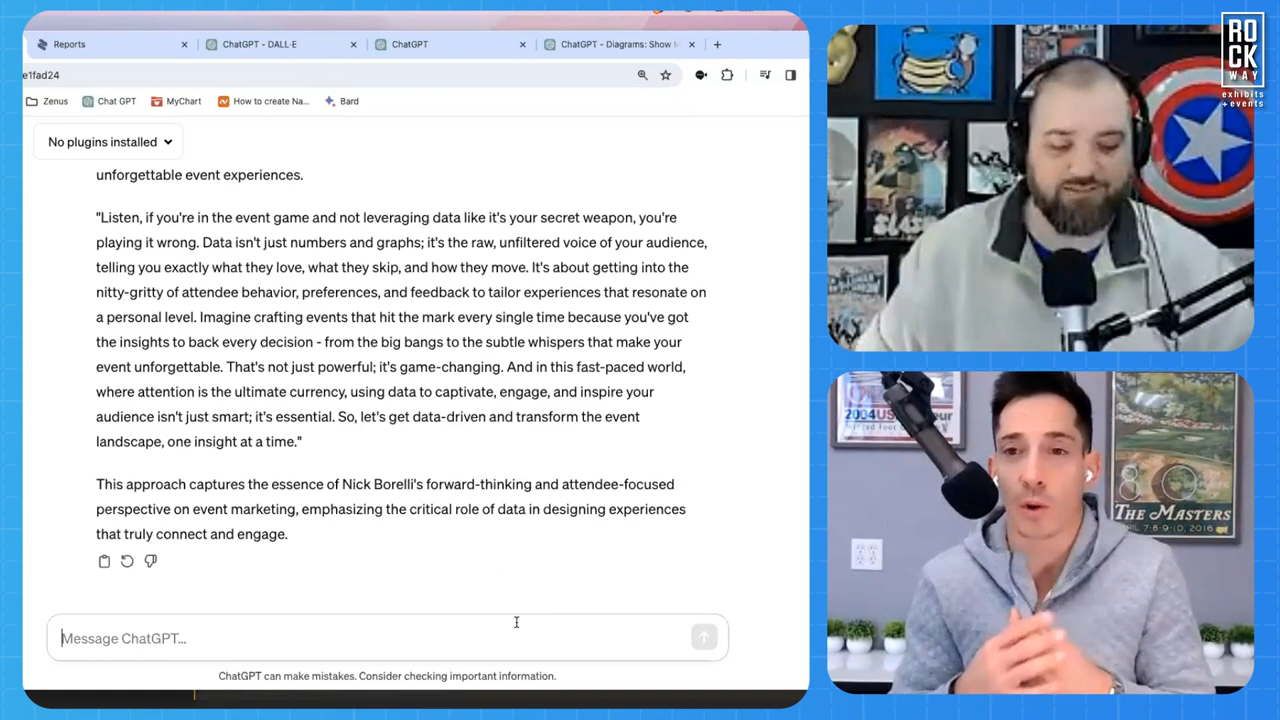 Reports
ChatGPT - DALL·E
ChatGPT
ChatGPT - Diagrams: Show
e1fad24
Zenus
Chat GPT
MyChart
How to create Na...
Bard
No plugins installed
unforgettable event experiences.
"Listen, if you're in the event game and not leveraging data like it's your secret weapon, you're
playing it wrong. Data isn't just numbers and graphs; it's the raw, unfiltered voice of your audience,
telling you exactly what they love, what they skip, and how they move. It's about getting into the
nitty-gritty of attendee behavior, preferences, and feedback to tailor experiences that resonate on
a personal level. Imagine crafting events that hit the mark every single time because you've got
the insights to back every decision - from the big bangs to the subtle whispers that make your
event unforgettable. That's not just powerful; it's game-changing. And in this fast-paced world,
where attention is the ultimate currency, using data to captivate, engage, and inspire your
audience isn't just smart; it's essential. So, let's get data-driven and transform the event
landscape, one insight at a time."
This approach captures the essence of Nick Borelli's forward-thinking and attendee-focused
perspective on event marketing, emphasizing the critical role of data in designing experiences
that truly connect and engage.
Message ChatGPT...
ChatGPT can make mistakes. Consider checking important information.
RO
CK
WAY
exhibits
+ events
2004
THE MASTERS
APRIL 7-8-9-10, 2016